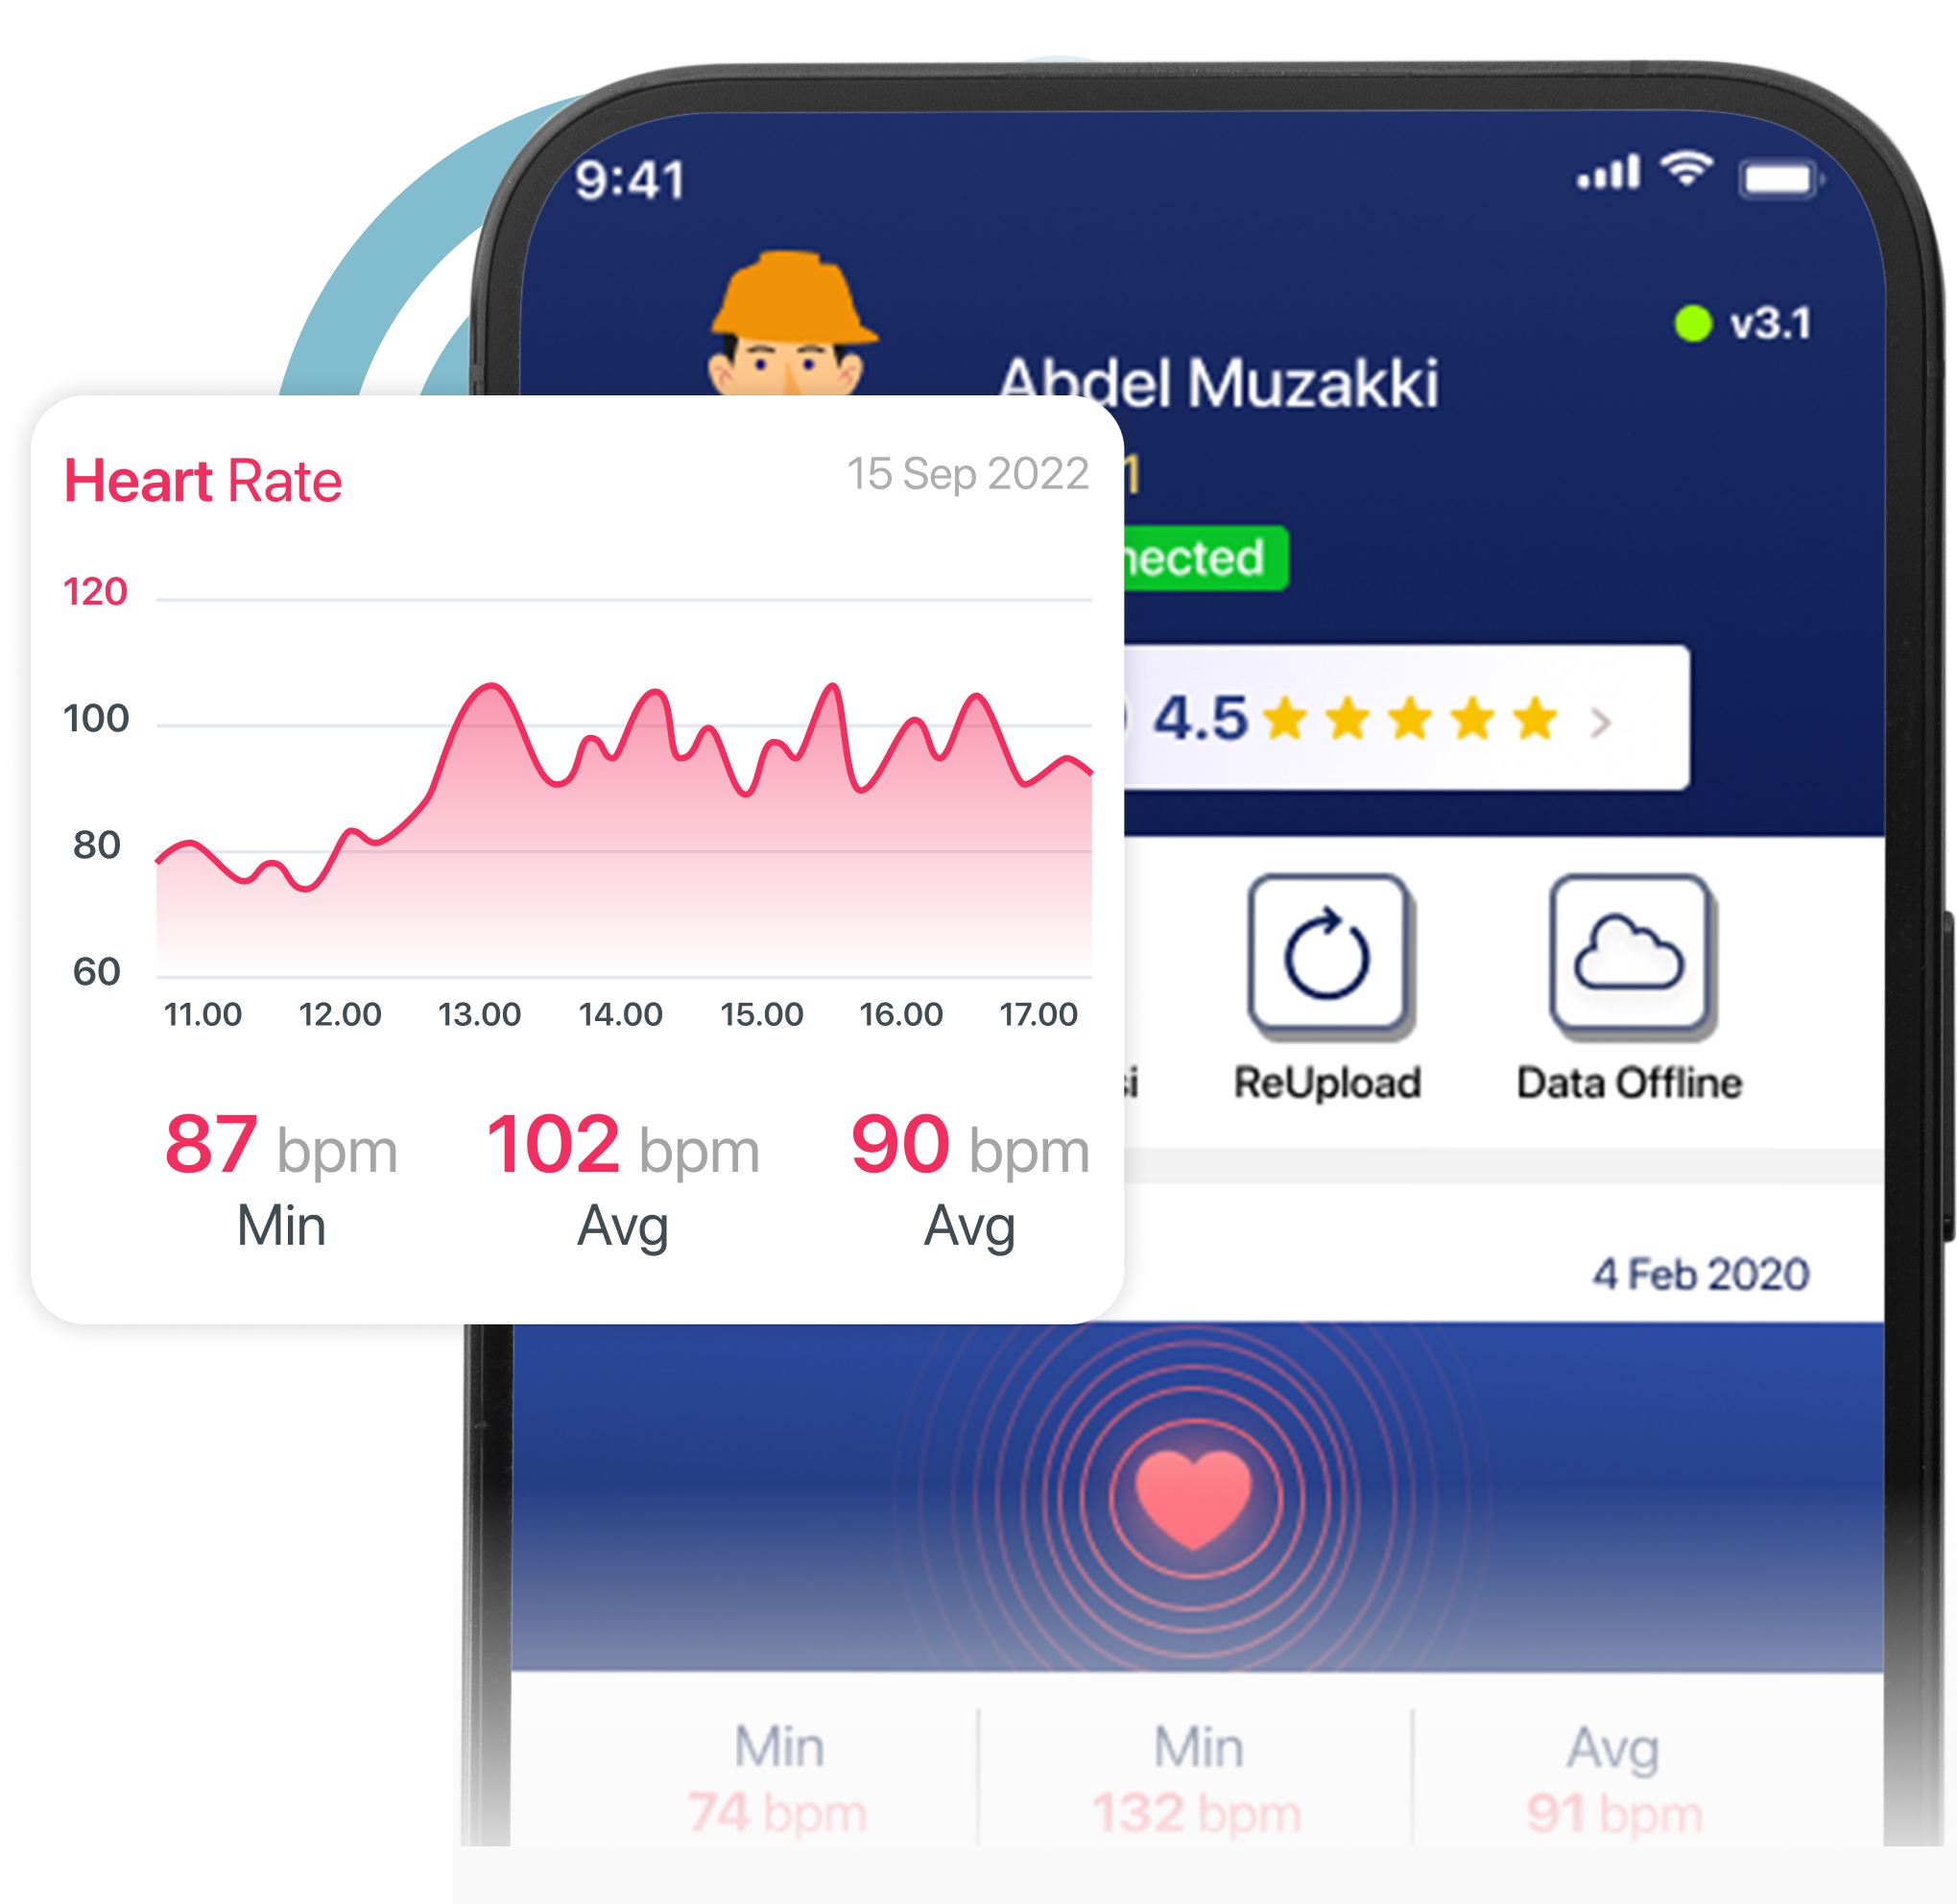 9:41
v3.1
Abdel Muzakki
1
nected
4.5
Heart Rate
15 Sep 2022
120
100
80
60
11.00 12.00 13.00 14.00 15.00 16.00 17.00
87 bpm 102 bpm 90 bpm
Min Avg Avg
si
ReUpload
Data Offline
4 Feb 2020
Min Min Avg
74 bpm 132 bpm 91 bpm